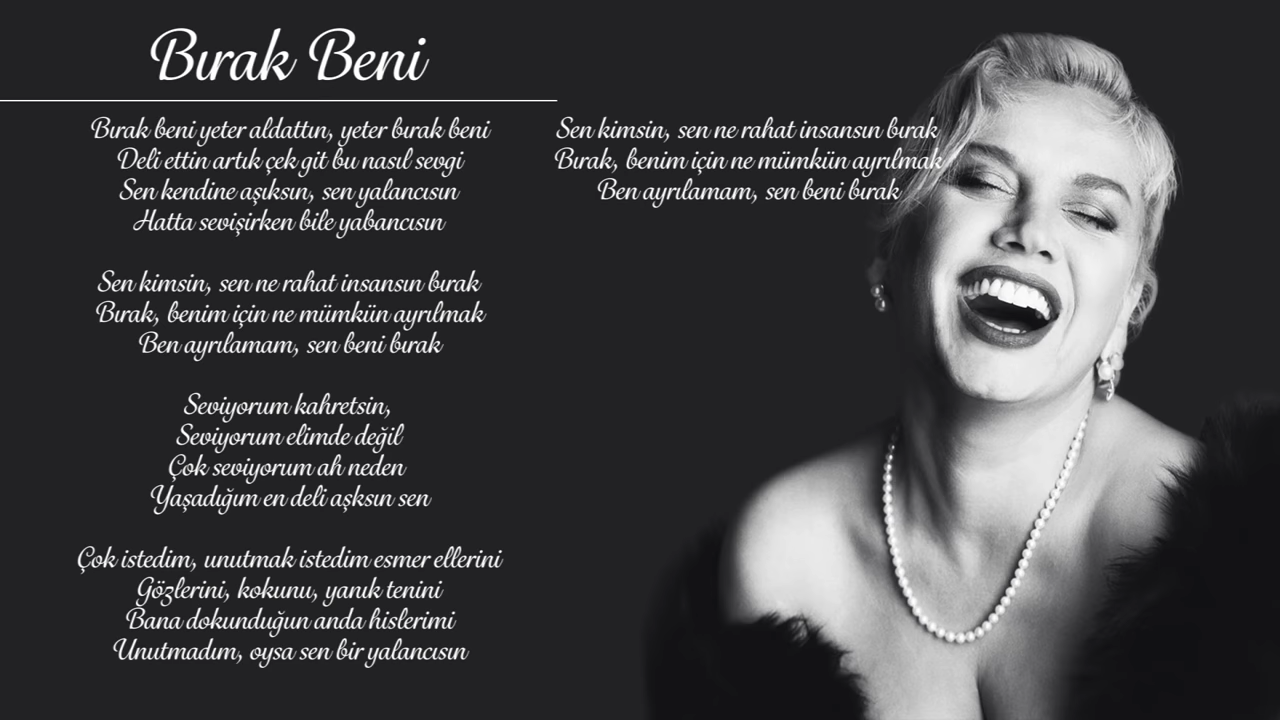 Bırak Beni
Bırak beni yeter aldattın, yeter bırak beni
Deli ettin artık çek git bu nasıl sevgi
Sen kendine aşıksın, sen yalancısın
Hatta sevişirken bile yabancısın
Sen kimsin, sen ne rahat insansın bırak
Bırak, benim için ne mümkün ayrılmak
Ben ayrılamam, sen beni bırak
Seviyorum kahretsin,
Seviyorum elimde değil
Çok seviyorum ah neden
Yaşadığım en deli aşksın sen
Çok istedim, unutmak istedim esmer ellerini
Gözlerini, kokunu, yanık tenini
Bana dokunduğun anda hislerimi
Unutmadım, oysa sen bir yalancısın
Sen kimsin, sen ne rahat insansın bırak
Bırak, benim için ne mümkün ayrılmak
Ben ayrılamam, sen beni bırak